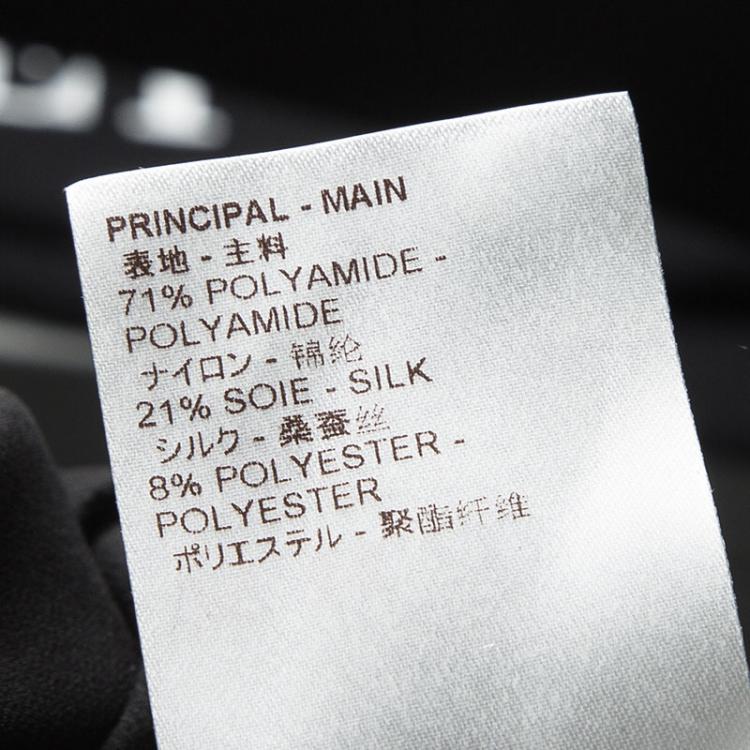 PRINCIPAL - MAIN
表地 - 主料
71% POLYAMIDE -
POLYAMIDE
ナイロン - 锦纶
21% SOIE - SILK
シルク - 桑蚕丝
8% POLYESTER -
POLYESTER
ポリエステル - 聚酯纤维